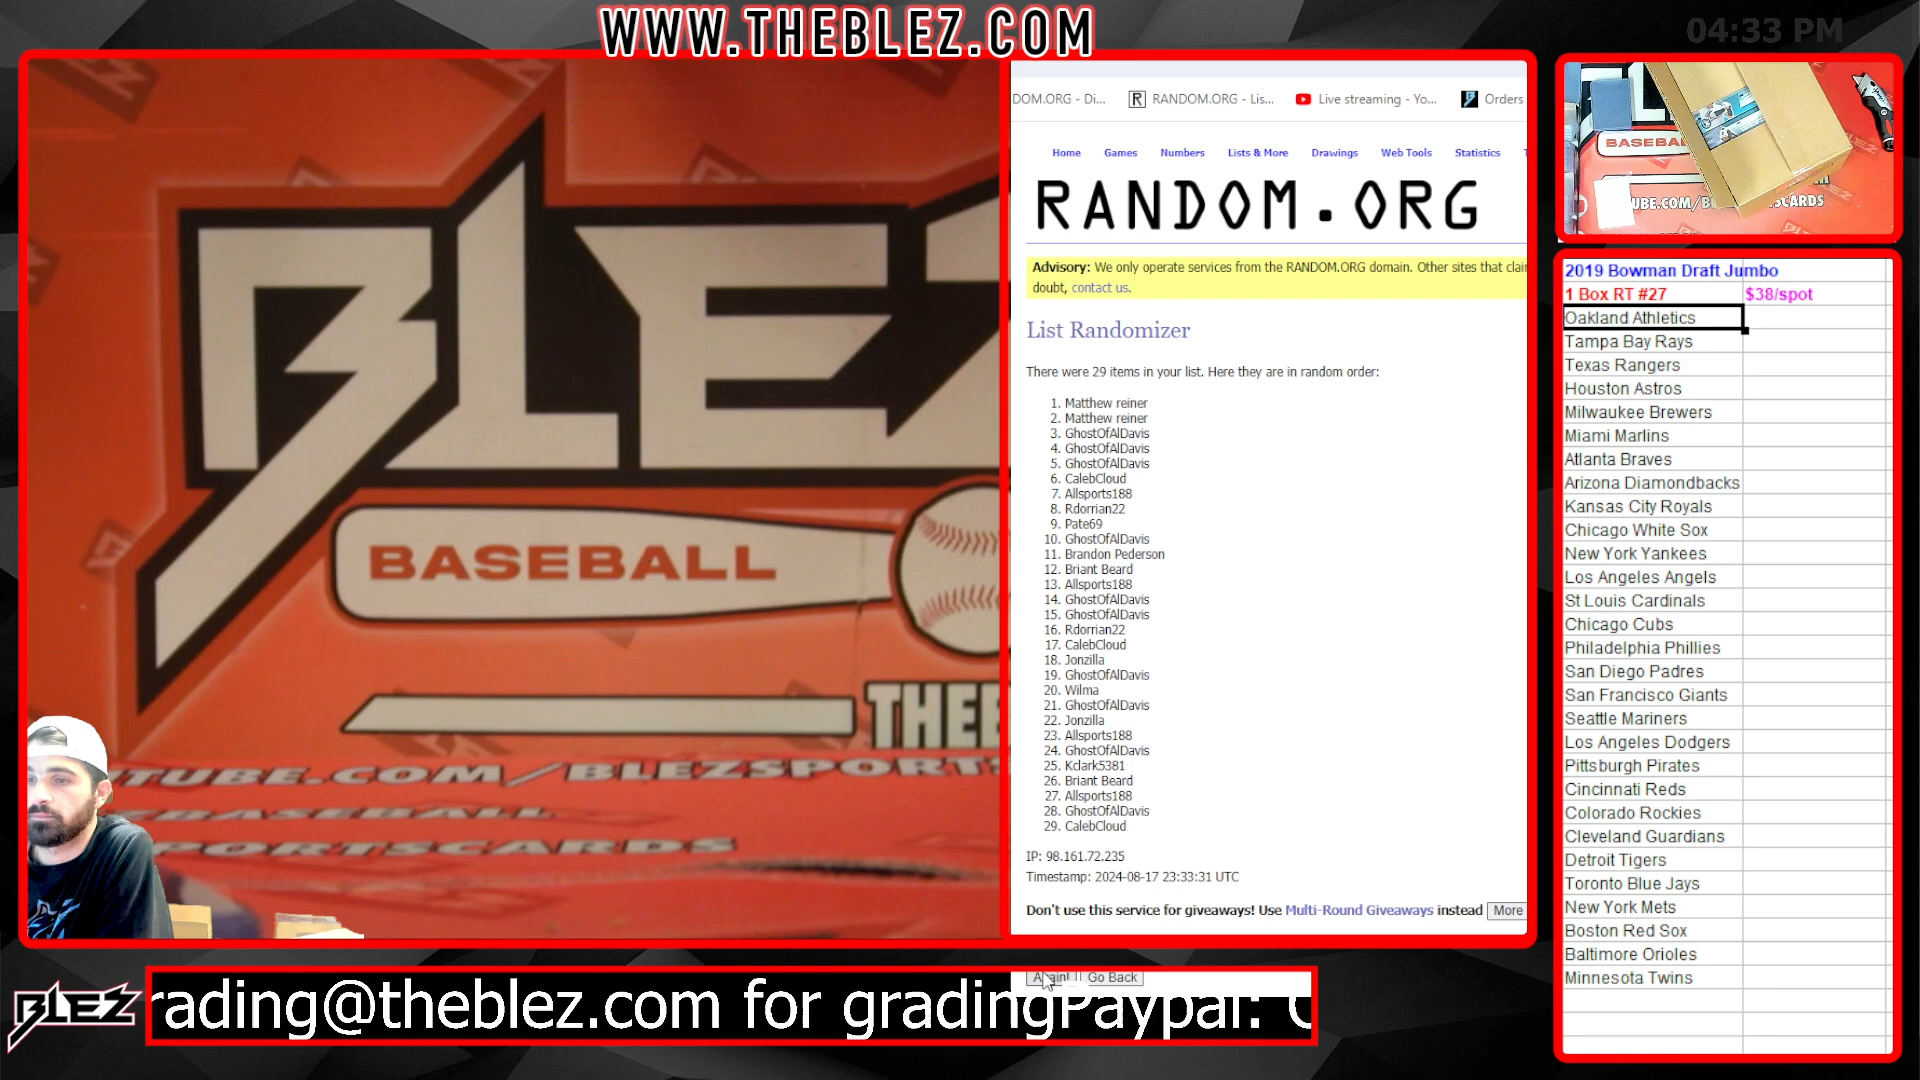 WWW.THEBLEZ.COM
04:33 PM
BLEZ
BASEBALL
THEB
TUBE.COM/BLEZSPORTS
BASEBALL
PORTSCARDS
DOM.ORG - Di...
RANDOM.ORG - Lis...
Live streaming - Yo...
Orders
Home Games Numbers Lists & More Drawings Web Tools Statistics T
RANDOM.ORG
Advisory: We only operate services from the RANDOM.ORG domain. Other sites that clai
doubt, contact us.
List Randomizer
There were 29 items in your list. Here they are in random order:
1. Matthew reiner
2. Matthew reiner
3. GhostOfAlDavis
4. GhostOfAlDavis
5. GhostOfAlDavis
6. CalebCloud
7. Allsports188
8. Rdorrian22
9. Pate69
10. GhostOfAlDavis
11. Brandon Pederson
12. Briant Beard
13. Allsports188
14. GhostOfAlDavis
15. GhostOfAlDavis
16. Rdorrian22
17. CalebCloud
18. Jonzilla
19. GhostOfAlDavis
20. Wilma
21. GhostOfAlDavis
22. Jonzilla
23. Allsports188
24. GhostOfAlDavis
25. Kclark5381
26. Briant Beard
27. Allsports188
28. GhostOfAlDavis
29. CalebCloud
IP: 98.161.72.235
Timestamp: 2024-08-17 23:33:31 UTC
Don't use this service for giveaways! Use Multi-Round Giveaways instead More
Again! Go Back
BASEBA
UBE.COM/B
SCARDS
2019 Bowman Draft Jumbo
1 Box RT #27 $38/spot
Oakland Athletics
Tampa Bay Rays
Texas Rangers
Houston Astros
Milwaukee Brewers
Miami Marlins
Atlanta Braves
Arizona Diamondbacks
Kansas City Royals
Chicago White Sox
New York Yankees
Los Angeles Angels
St Louis Cardinals
Chicago Cubs
Philadelphia Phillies
San Diego Padres
San Francisco Giants
Seattle Mariners
Los Angeles Dodgers
Pittsburgh Pirates
Cincinnati Reds
Colorado Rockies
Cleveland Guardians
Detroit Tigers
Toronto Blue Jays
New York Mets
Boston Red Sox
Baltimore Orioles
Minnesota Twins
BLEZ
rading@theblez.com for gradingPaypal: